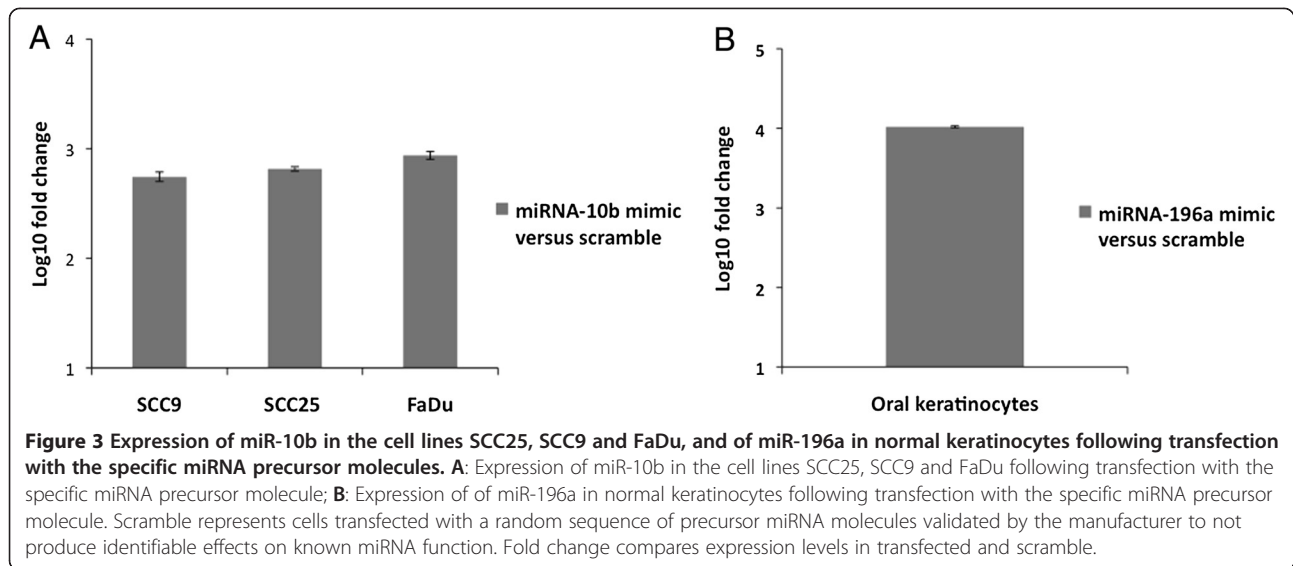 A
4
3
2
1
Log10 fold change
SCC9
SCC25
FaDu
miRNA-10b mimic
versus scramble
B
5
4
3
2
1
Log10 fold change
Oral keratinocytes
miRNA-196a mimic
versus scramble
Figure 3 Expression of miR-10b in the cell lines SCC25, SCC9 and FaDu, and of miR-196a in normal keratinocytes following transfection
with the specific miRNA precursor molecules. A: Expression of miR-10b in the cell lines SCC25, SCC9 and FaDu following transfection with the
specific miRNA precursor molecule; B: Expression of of miR-196a in normal keratinocytes following transfection with the specific miRNA precursor
molecule. Scramble represents cells transfected with a random sequence of precursor miRNA molecules validated by the manufacturer to not
produce identifiable effects on known miRNA function. Fold change compares expression levels in transfected and scramble.